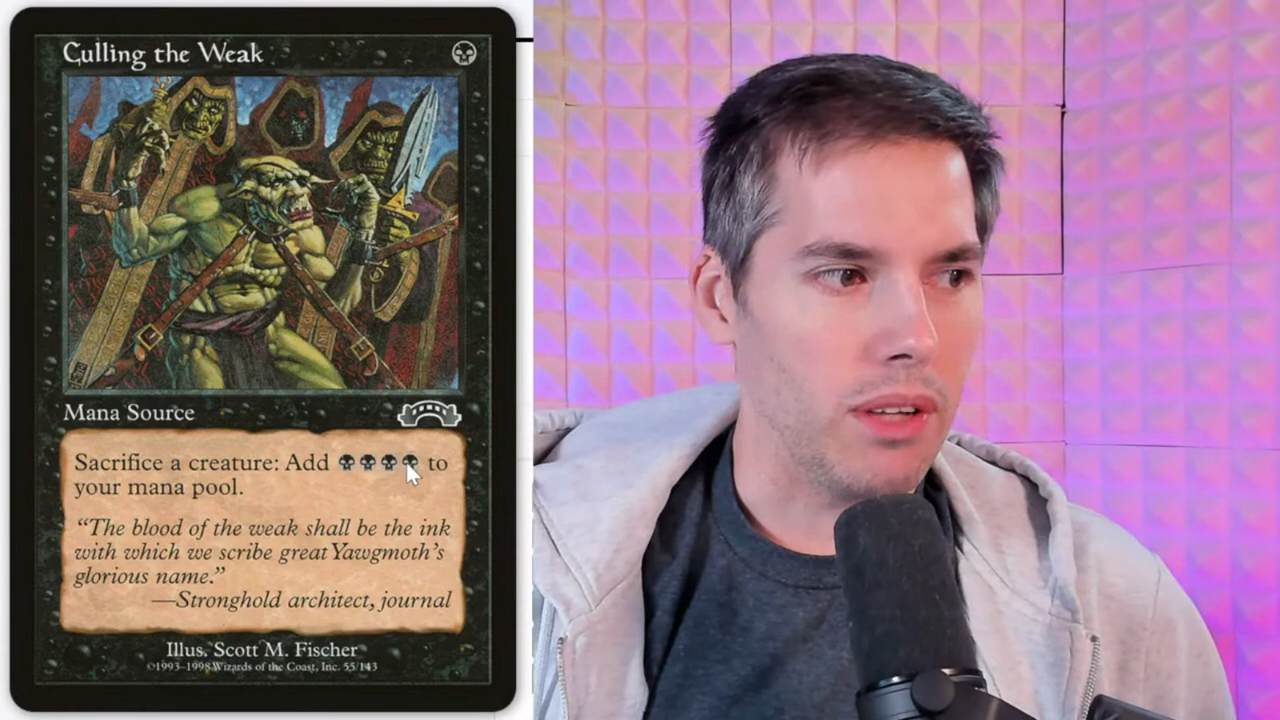 Culling the Weak
Mana Source
Sacrifice a creature: Add to
your mana pool.
“The blood of the weak shall be the ink
with which we scribe great Yawgmoth’s
glorious name.”
—Stronghold architect, journal
Illus. Scott M. Fischer
©1993–1998 Wizards of the Coast, Inc. 55/143